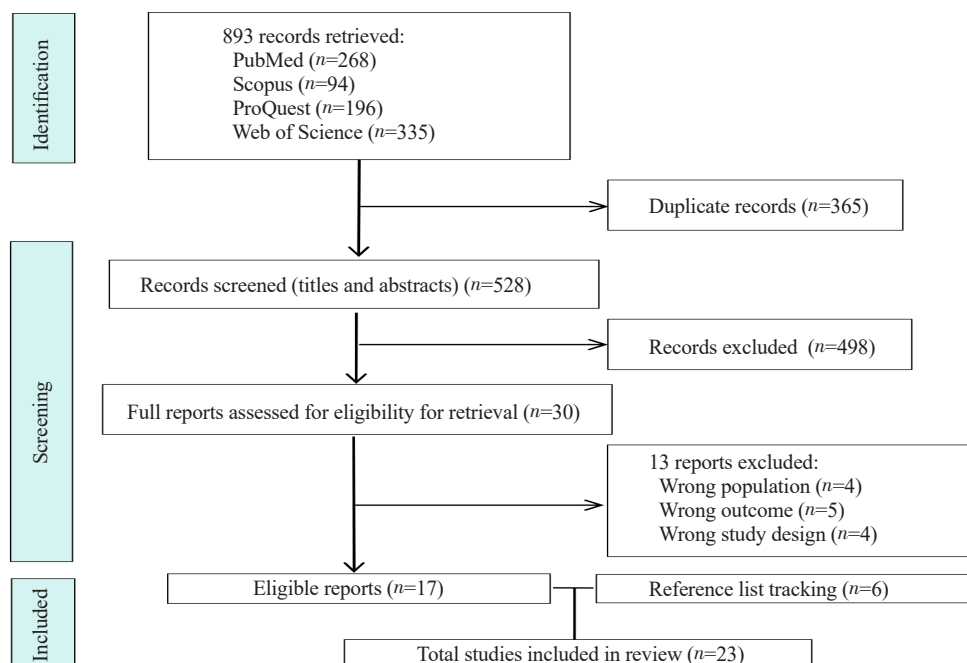 Identification
893 records retrieved:
PubMed (n=268)
Scopus (n=94)
ProQuest (n=196)
Web of Science (n=335)
Duplicate records (n=365)
Screening
Records screened (titles and abstracts) (n=528)
Records excluded (n=498)
Full reports assessed for eligibility for retrieval (n=30)
13 reports excluded:
Wrong population (n=4)
Wrong outcome (n=5)
Wrong study design (n=4)
Included
Eligible reports (n=17)
Reference list tracking (n=6)
Total studies included in review (n=23)